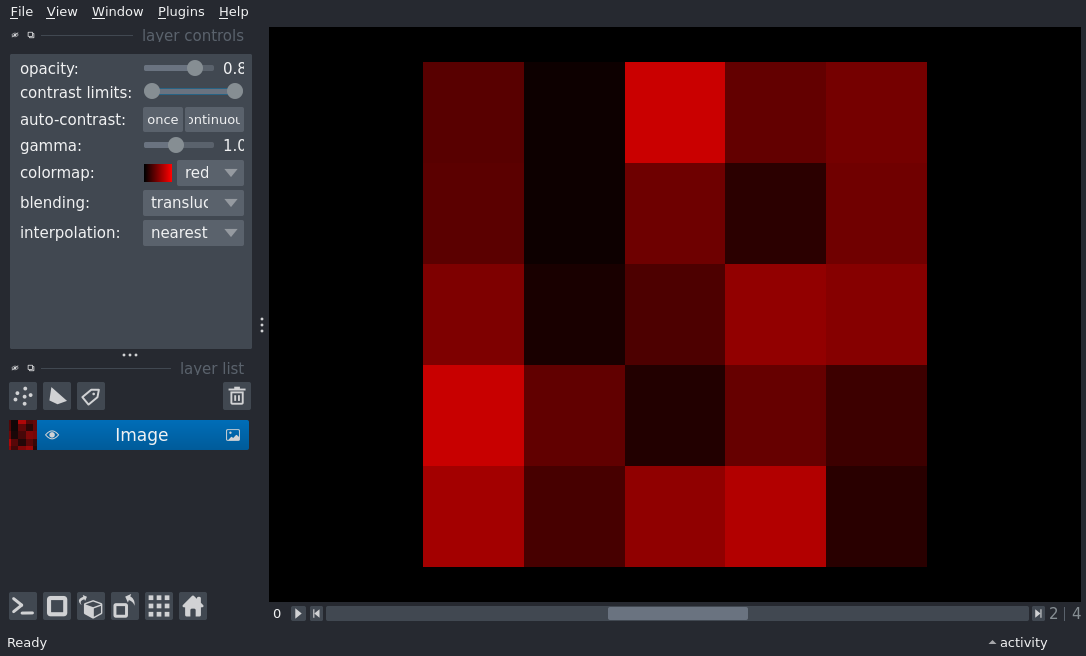 File View Window Plugins Help
layer controls
opacity: 0.8
contrast limits:
auto-contrast: once ontinuou
gamma: 1.0
colormap: red
blending: transluc
interpolation: nearest
layer list
Image
0 2 | 4
Ready activity